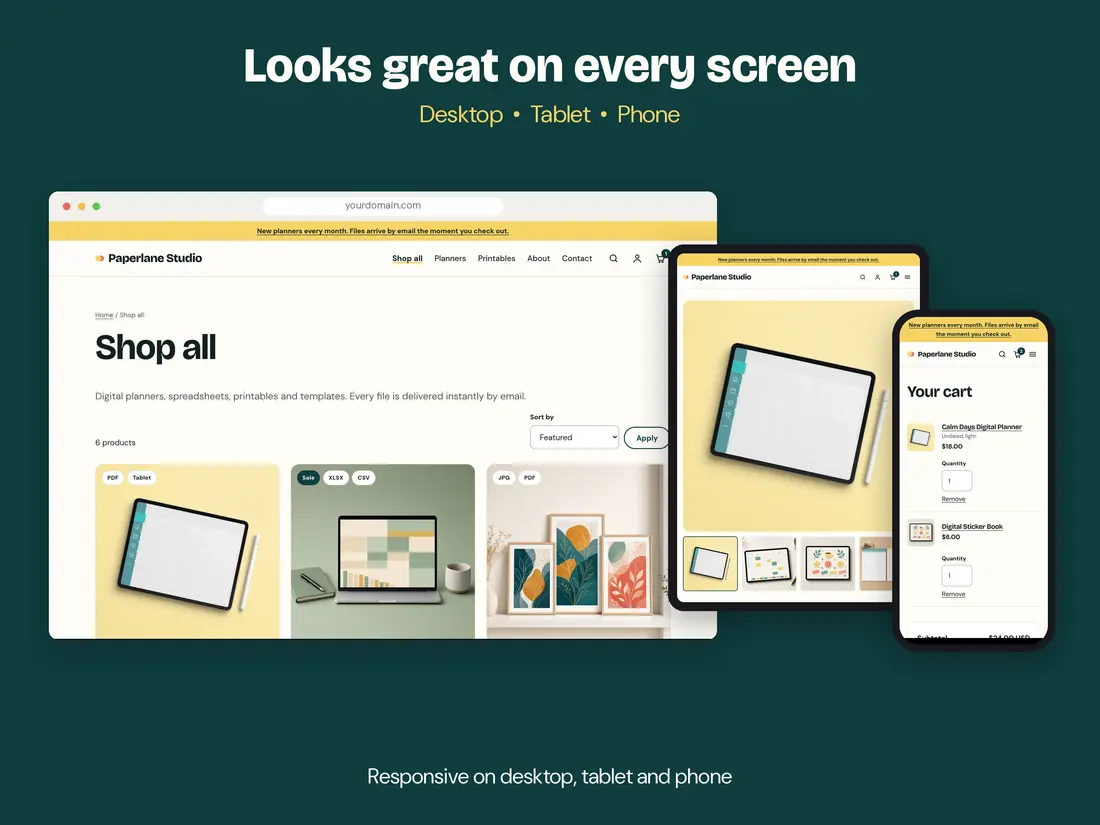 Looks great on every screen
Desktop • Tablet • Phone
yourdomain.com
New planners every month. Files arrive by email the moment you check out.
Paperlane Studio
Shop all
Planners
Printables
About
Contact
Home / Shop all
Shop all
Digital planners, spreadsheets, printables and templates. Every file is delivered instantly by email.
Sort by
6 products
Featured
Apply
PDF
Tablet
Sale
XLSX
CSV
JPG
PDF
New planners every month. Files arrive by email the moment you check out.
Paperlane Studio
New planners every month. Files arrive by email
the moment you check out.
Paperlane Studio
Your cart
Calm Days Digital Planner
Undated, light
$18.00
Quantity
1
Remove
Digital Sticker Book
$6.00
Quantity
1
Remove
Subtotal
$24.00 USD
Responsive on desktop, tablet and phone